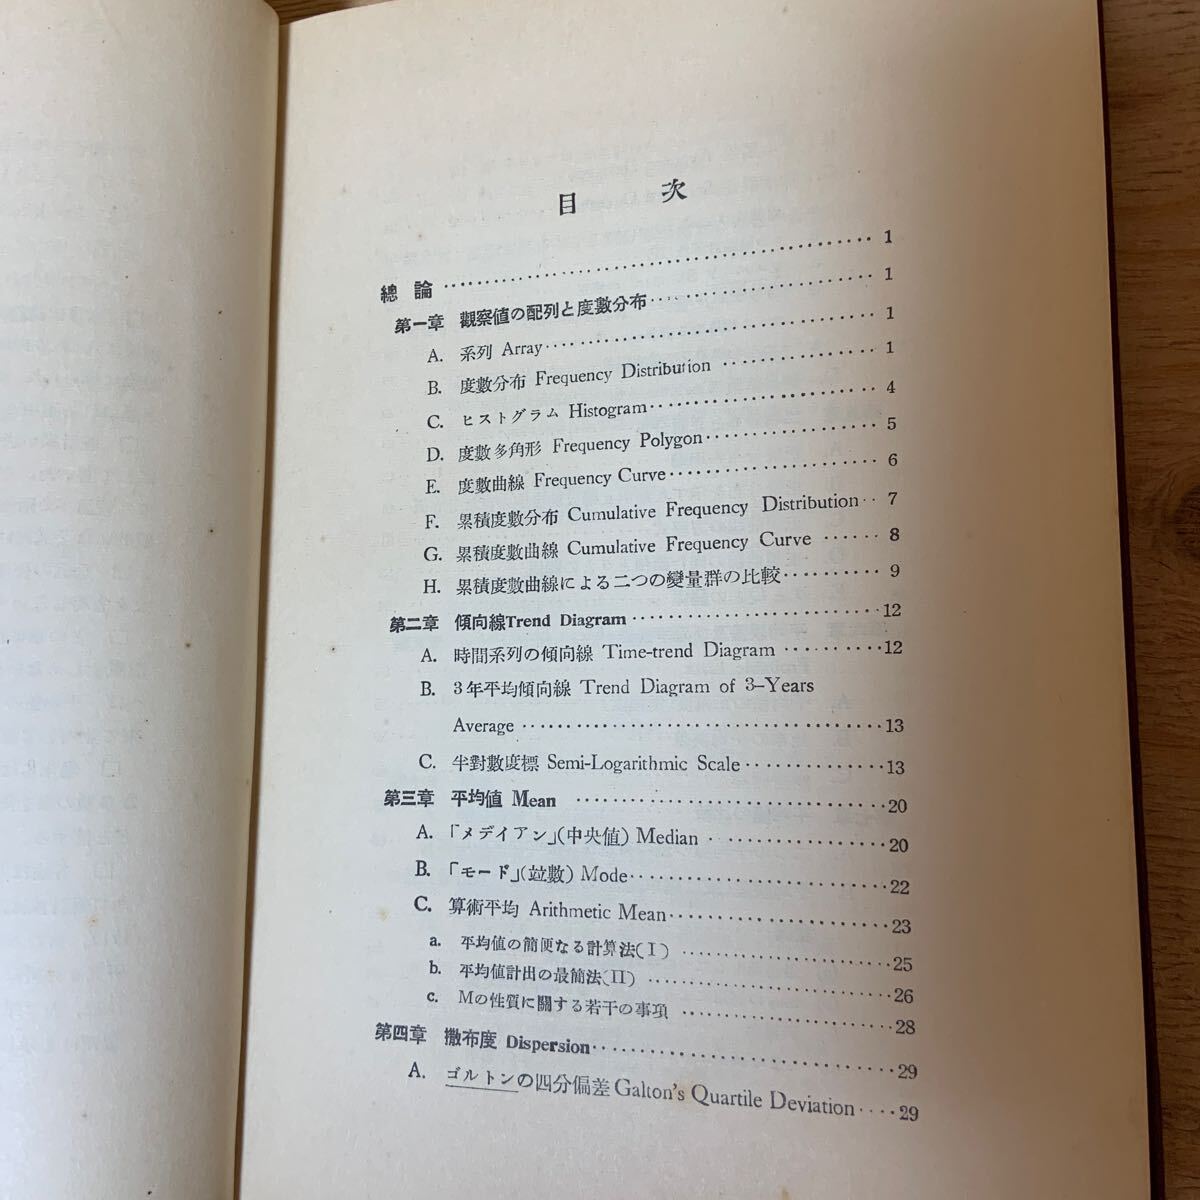 目次
總論 1
第一章 觀察値の配列と度數分布 1
A. 系列 Array 1
B. 度數分布 Frequency Distribution 1
C. ヒストグラム Histogram 4
D. 度數多角形 Frequency Polygon 5
E. 度數曲線 Frequency Curve 6
F. 累積度數分布 Cumulative Frequency Distribution 7
G. 累積度數曲線 Cumulative Frequency Curve 8
H. 累積度數曲線による二つの變量群の比較 9
第二章 傾向線Trend Diagram 12
A. 時間系列の傾向線 Time-trend Diagram 12
B. 3年平均傾向線 Trend Diagram of 3-Years
Average 13
C. 半對數度標 Semi-Logarithmic Scale 13
第三章 平均値 Mean 20
A. 「メデイアン」(中央値) Median 20
B. 「モード」(竝數) Mode 22
C. 算術平均 Arithmetic Mean 23
a. 平均値の簡便なる計算法(I) 25
b. 平均値計出の最簡法(II) 26
c. Mの性質に關する若干の事項 28
第四章 撒布度 Dispersion 29
A. ゴルトンの四分偏差 Galton's Quartile Deviation 29